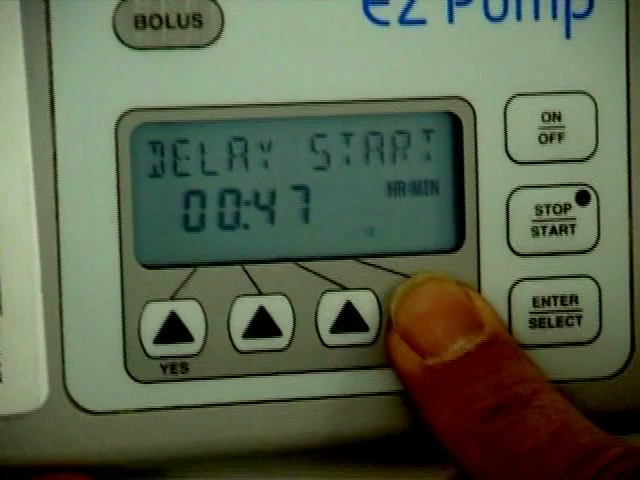 BOLUS
EZ Pump
DELAY START
00:47
HR-MIN
ON
OFF
STOP
START
ENTER
SELECT
YES